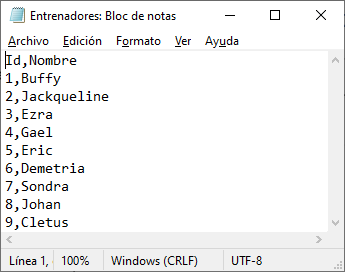 Entrenadores: Bloc de notas
Archivo Edición Formato Ver Ayuda
Id,Nombre
1,Buffy
2,Jackqueline
3,Ezra
4,Gael
5,Eric
6,Demetria
7,Sondra
8,Johan
9,Cletus
Línea 1, 100% Windows (CRLF) UTF-8